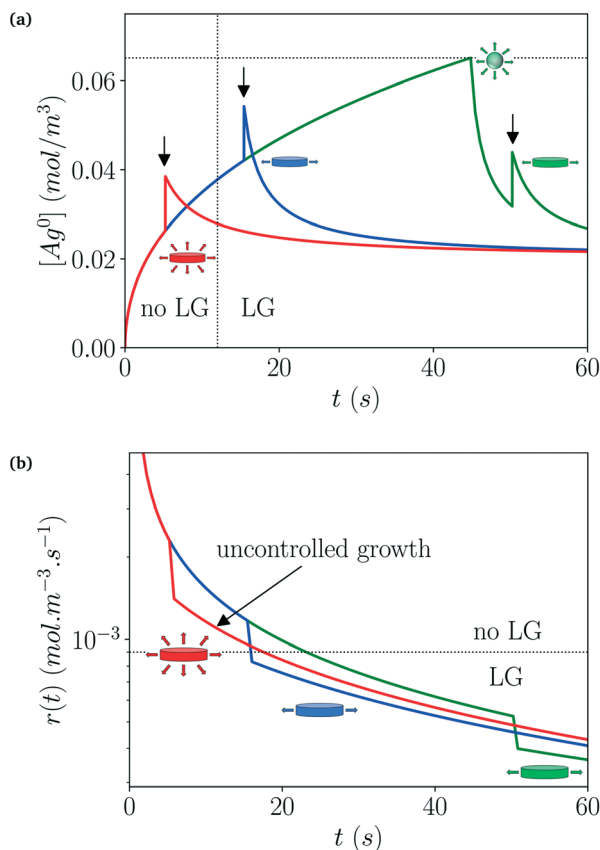 (a)
[Ag⁰] (mol/m³)
0.06
0.04
0.02
0.00
no LG
LG
0
20
40
60
t (s)
(b)
r(t) (mol.m⁻³.s⁻¹)
10⁻³
uncontrolled growth
no LG
LG
0
20
40
60
t (s)